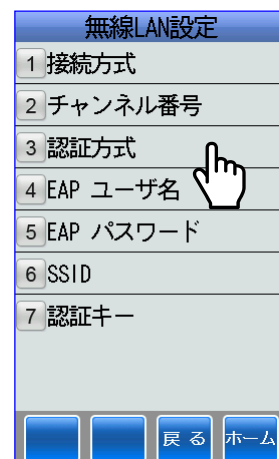 無線LAN設定
1 接続方式
2 チャンネル番号
3 認証方式
4 EAP ユーザ名
5 EAP パスワード
6 SSID
7 認証キー
戻る ホーム